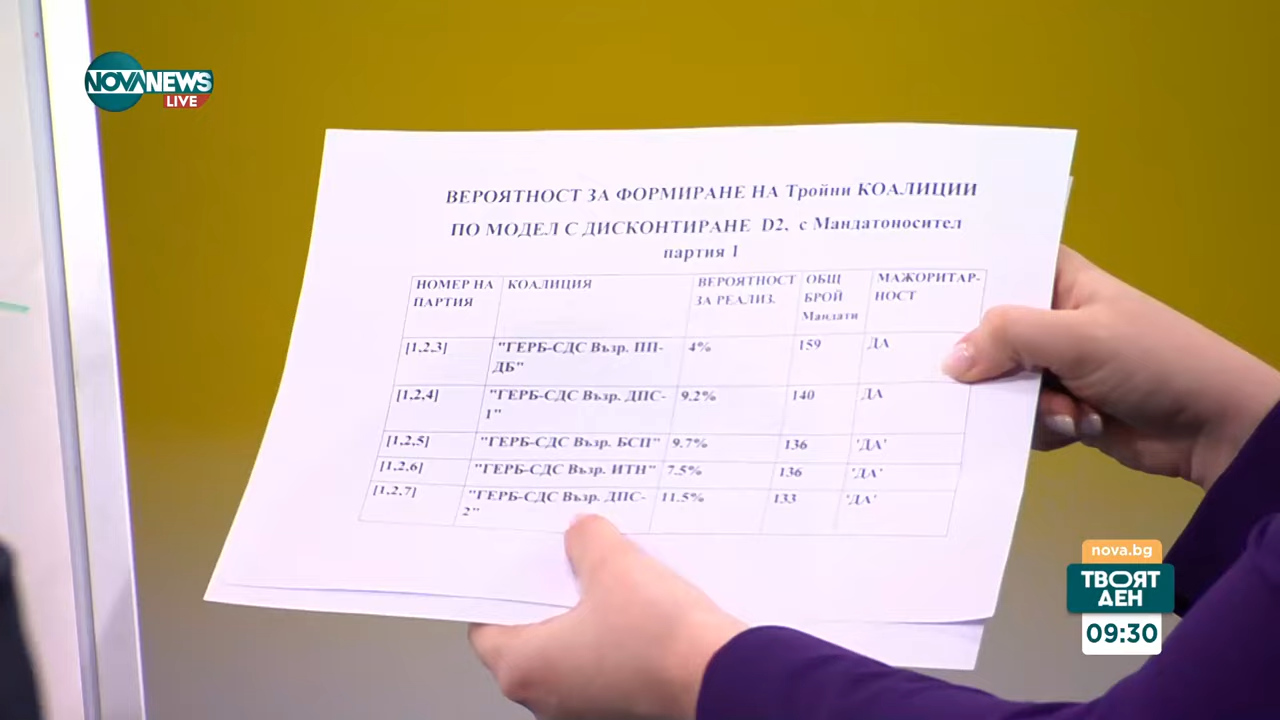 NOVANEWS
LIVE
ВЕРОЯТНОСТ ЗА ФОРМИРАНЕ НА Тройни КОАЛИЦИИ
ПО МОДЕЛ С ДИСКОНТИРАНЕ D2, с Мандатоносител
партия 1
НОМЕР НА ПАРТИЯ КОАЛИЦИЯ ВЕРОЯТНОСТ ЗА РЕАЛИЗ. ОБЩ БРОЙ Мандати МАЖОРИТАР-НОСТ
[1,2,3] "ГЕРБ-СДС Възр. ПП- 4% 159 ДА
ДБ"
[1,2,4] "ГЕРБ-СДС Възр. ДПС- 9.2% 140 ДА
1"
[1,2,5] "ГЕРБ-СДС Възр. БСП" 9.7% 136 'ДА'
[1,2,6] "ГЕРБ-СДС Възр. ИТН" 7.5% 136 'ДА'
[1,2,7] "ГЕРБ-СДС Възр. ДПС- 11.5% 133 'ДА'
2"
nova.bg
ТВОЯТ
ДЕН
09:30